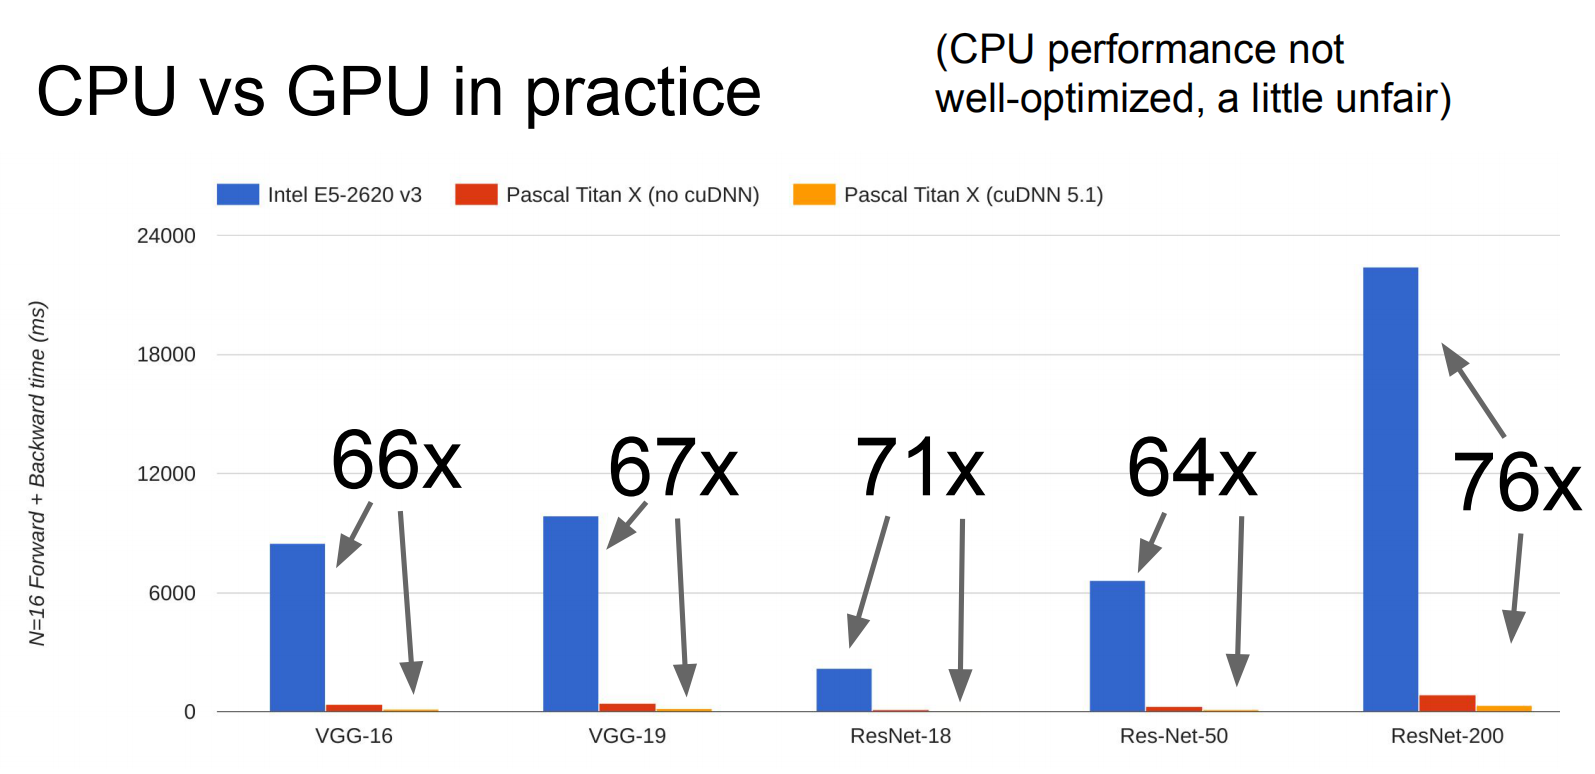 CPU vs GPU in practice
(CPU performance not
well-optimized, a little unfair)
Intel E5-2620 v3
Pascal Titan X (no cuDNN)
Pascal Titan X (cuDNN 5.1)
N=16 Forward + Backward time (ms)
24000
18000
12000
6000
0
66x
67x
71x
64x
76x
VGG-16
VGG-19
ResNet-18
Res-Net-50
ResNet-200